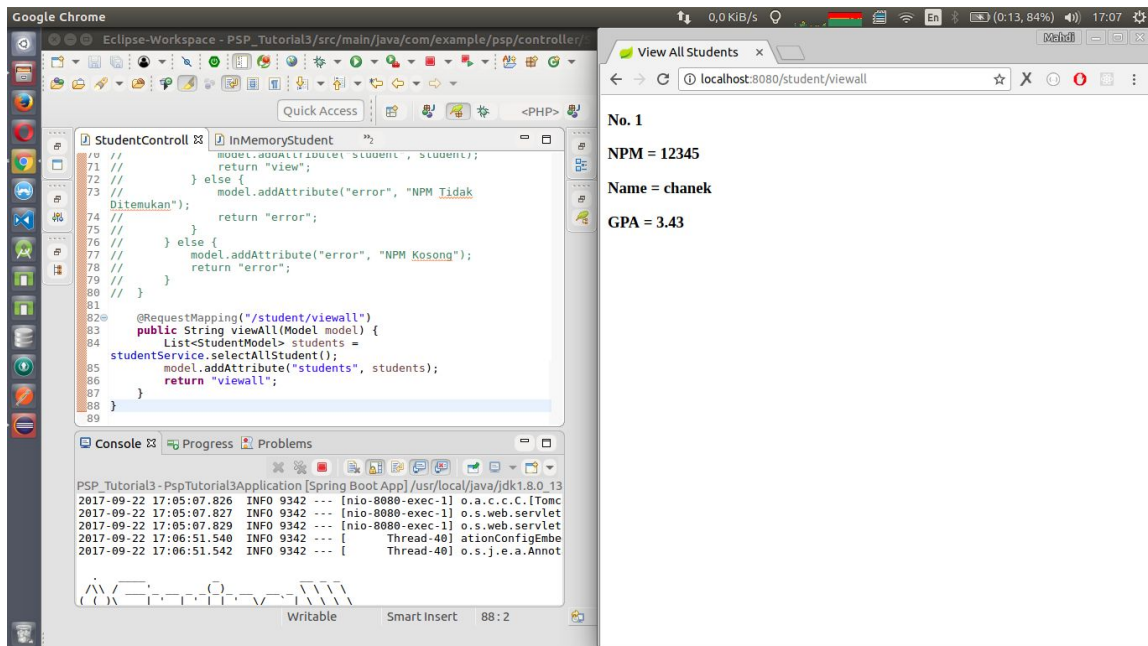 Google Chrome
0,0 KiB/s
En
(0:13, 84%)
17:07
Eclipse-Workspace - PSP_Tutorial3/src/main/java/com/example/psp/controller/S
Quick Access
<PHP>
StudentControll
InMemoryStudent
»2
70 // model.addAttribute("student", student);
71 // return "view";
72 // } else {
73 // model.addAttribute("error", "NPM Tidak
Ditemukan");
74 // return "error";
75 // }
76 // } else {
77 // model.addAttribute("error", "NPM Kosong");
78 // return "error";
79 // }
80 // }
81
82 @RequestMapping("/student/viewall")
83 public String viewAll(Model model) {
84 List<StudentModel> students =
studentService.selectAllStudent();
85 model.addAttribute("students", students);
86 return "viewall";
87 }
88 }
89
Console
Progress
Problems
PSP_Tutorial3 - PspTutorial3Application [Spring Boot App] /usr/local/java/jdk1.8.0_13
2017-09-22 17:05:07.826 INFO 9342 --- [nio-8080-exec-1] o.a.c.c.C.[Tomc
2017-09-22 17:05:07.827 INFO 9342 --- [nio-8080-exec-1] o.s.web.servlet
2017-09-22 17:05:07.829 INFO 9342 --- [nio-8080-exec-1] o.s.web.servlet
2017-09-22 17:06:51.540 INFO 9342 --- [ Thread-40] ationConfigEmbe
2017-09-22 17:06:51.542 INFO 9342 --- [ Thread-40] o.s.j.e.a.Annot
Writable
Smart Insert
88 : 2
Mahdi
View All Students
localhost:8080/student/viewall
No. 1
NPM = 12345
Name = chanek
GPA = 3.43